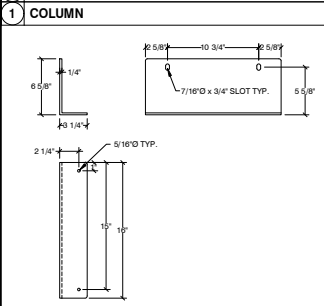 1 COLUMN
2 5/8" 10 3/4" 2 5/8"
1/4"
6 5/8"
7/16"Ø x 3/4" SLOT TYP.
5 5/8"
3 1/4"
5/16"Ø TYP.
2 1/4"
1"
15" 16"